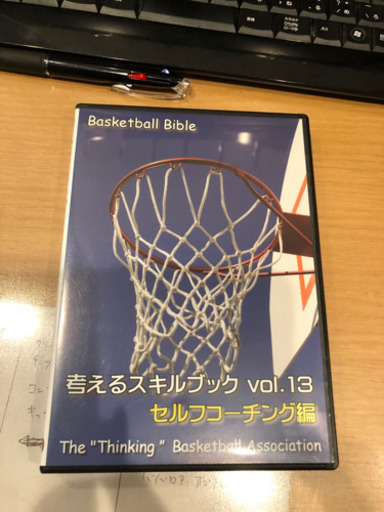 Basketball Bible
考えるスキルブック vol.13
セルフコーチング編
The "Thinking" Basketball Association